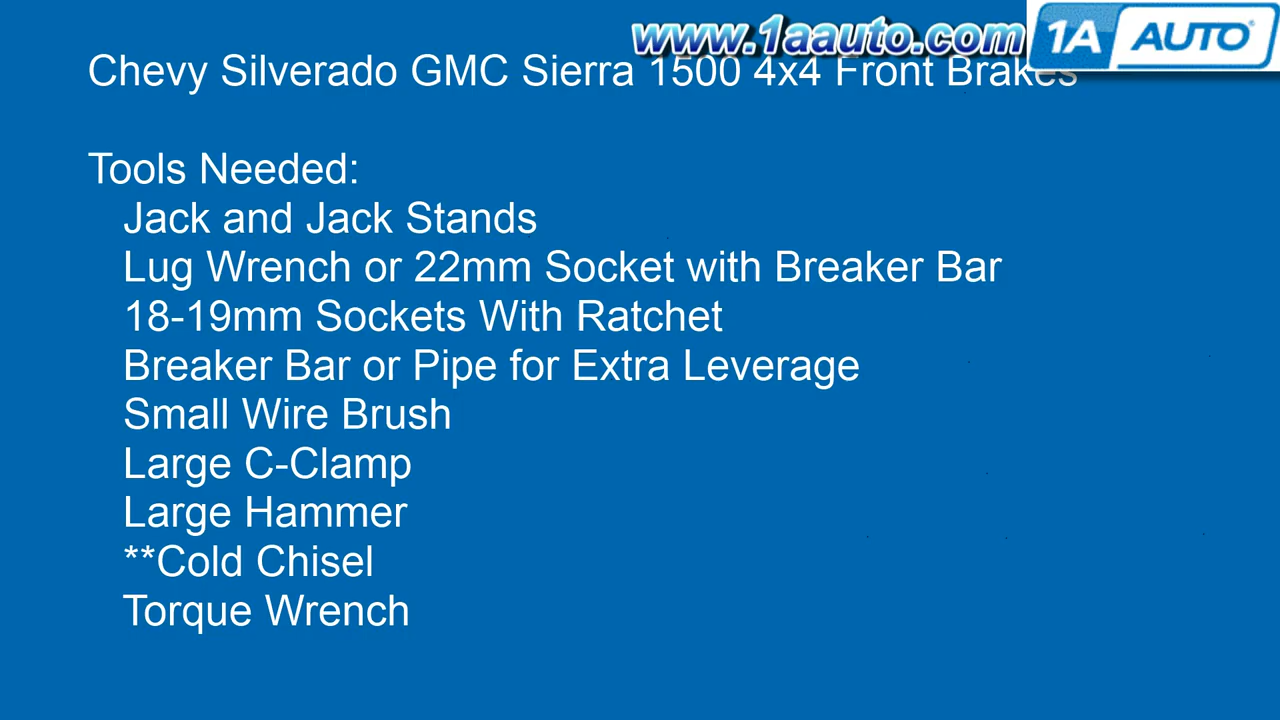 www.1aauto.com 1A AUTO
Chevy Silverado GMC Sierra 1500 4x4 Front Brakes
Tools Needed:
Jack and Jack Stands
Lug Wrench or 22mm Socket with Breaker Bar
18-19mm Sockets With Ratchet
Breaker Bar or Pipe for Extra Leverage
Small Wire Brush
Large C-Clamp
Large Hammer
**Cold Chisel
Torque Wrench